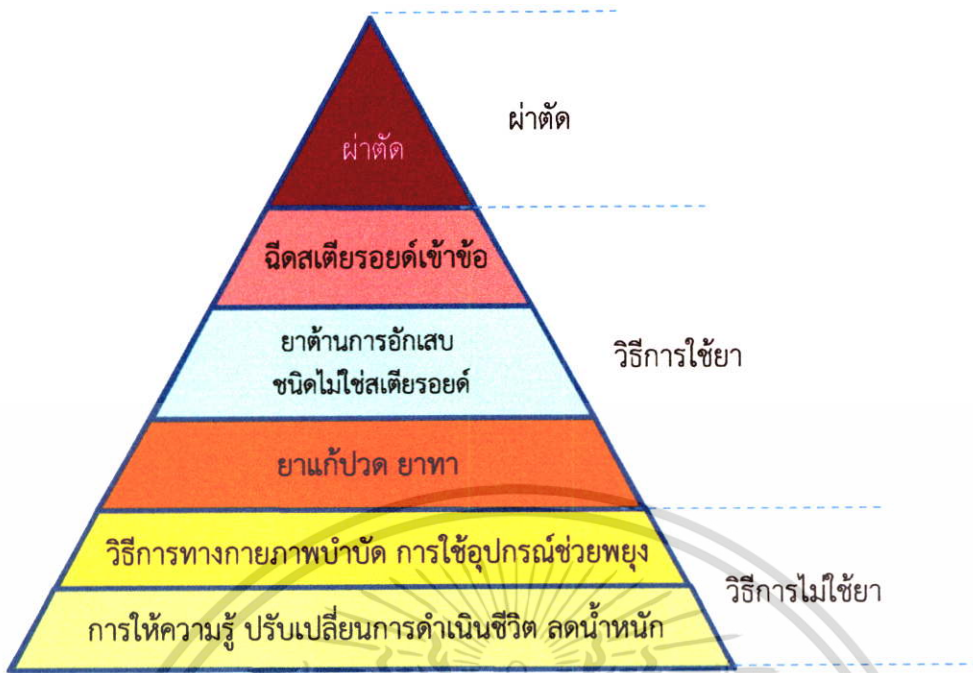 ผ่าตัด
ผ่าตัด
ฉีดสเตียรอยด์เข้าข้อ
ยาต้านการอักเสบ
ชนิดไม่ใช่สเตียรอยด์
วิธีการใช้ยา
ยาแก้ปวด ยาทา
วิธีการทางกายภาพบำบัด การใช้อุปกรณ์ช่วยพยุง
วิธีการไม่ใช้ยา
การให้ความรู้ ปรับเปลี่ยนการดำเนินชีวิต ลดน้ำหนัก